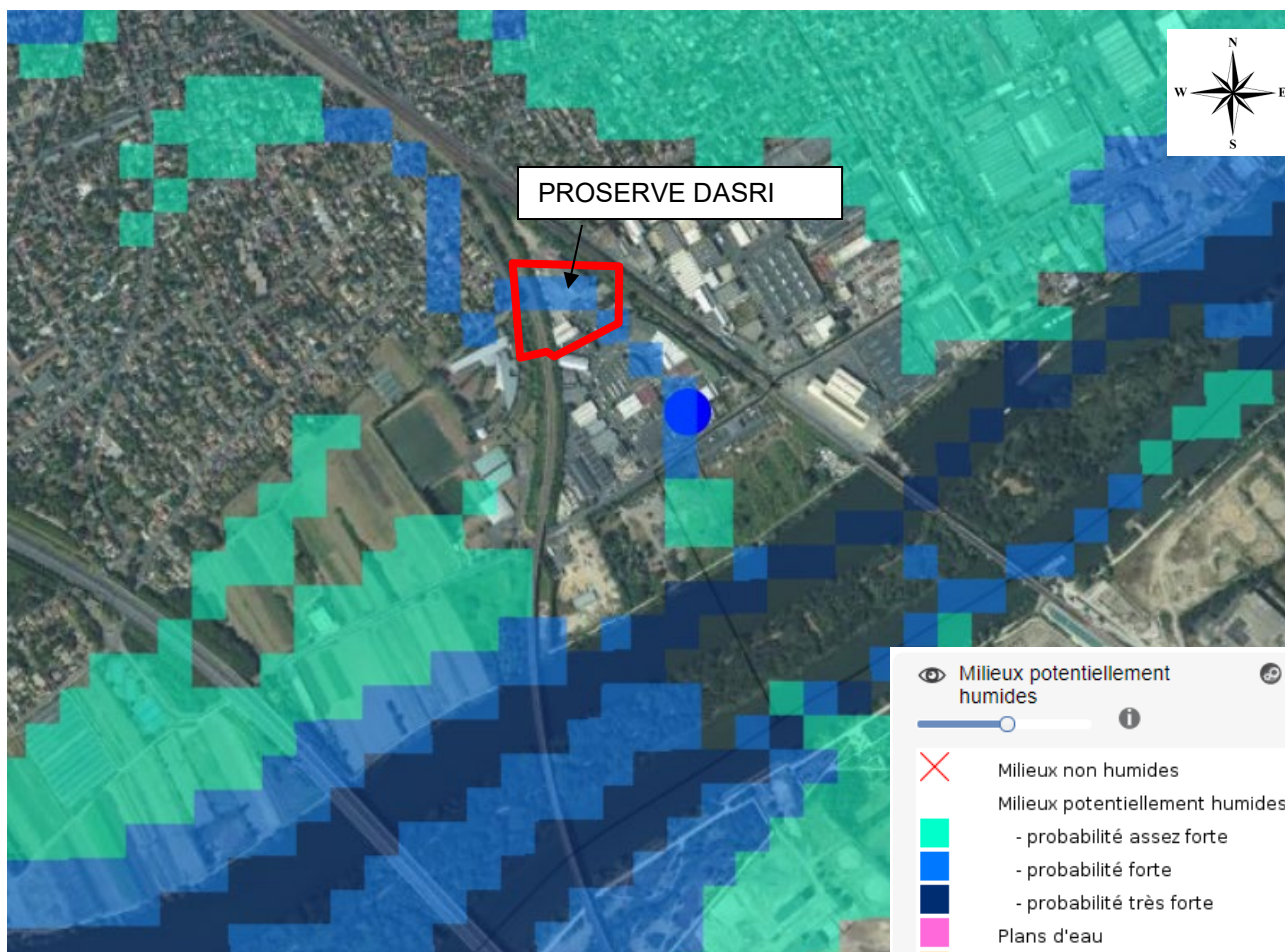 N
W E
S
PROSERVE DASRI
Milieux potentiellement
humides
i
Milieux non humides
Milieux potentiellement humides
- probabilité assez forte
- probabilité forte
- probabilité très forte
Plans d'eau